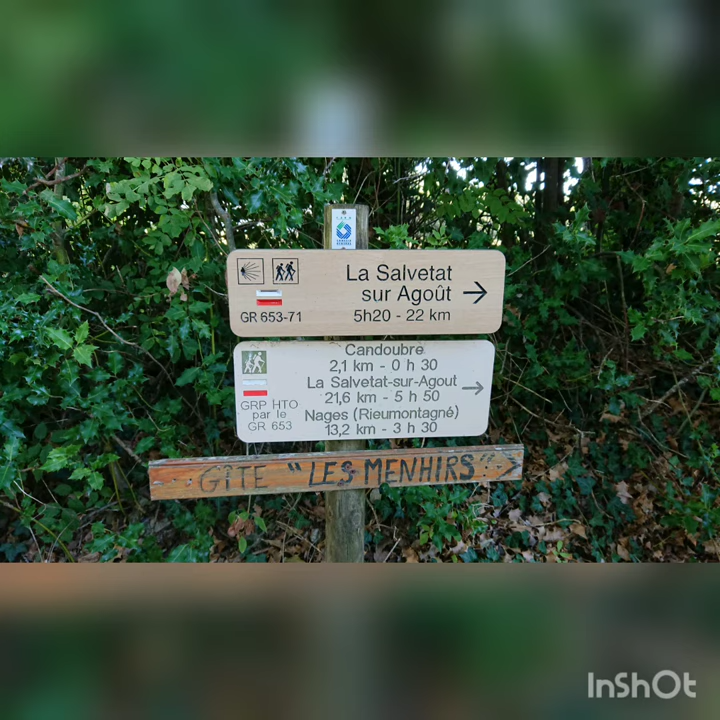 La Salvetat
sur Agoût
5h20 - 22 km
GR 653-71
Candoubre
2,1 km - 0 h 30
La Salvetat-sur-Agout
21,6 km - 5 h 50
Nages (Rieumontagné)
13,2 km - 3 h 30
GRP HTO
par le
GR 653
GÎTE "LES MENHIRS"
InShOt